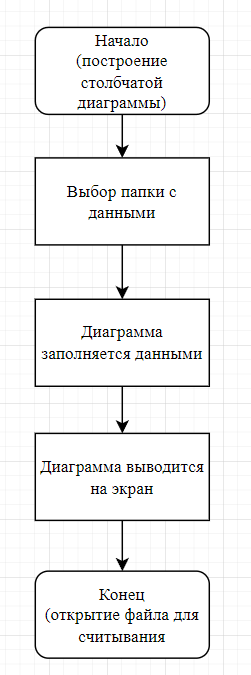 Начало
(построение
столбчатой
диаграммы)
Выбор папки с
данными
Диаграмма
заполняется данными
Диаграмма выводится
на экран
Конец
(открытие файла для
считывания